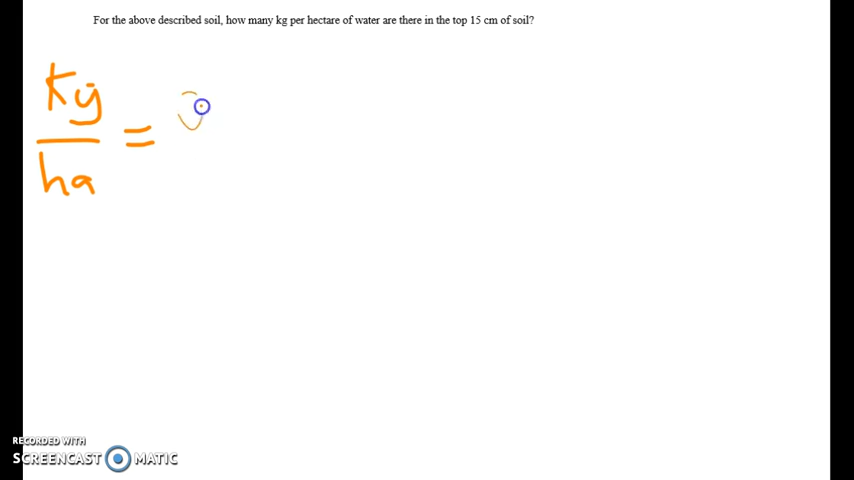 For the above described soil, how many kg per hectare of water are there in the top 15 cm of soil?
Kg
ha
=
RECORDED WITH
SCREENCAST MATIC